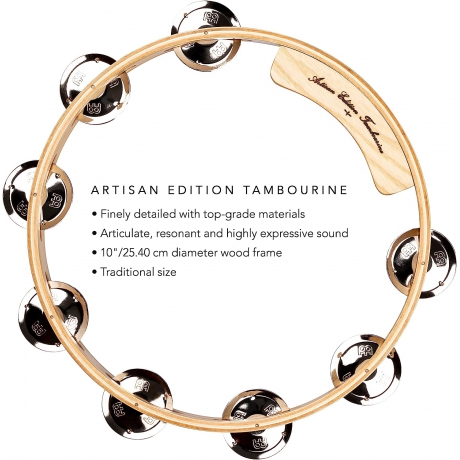 Artisan Edition Tambourine
ARTISAN EDITION TAMBOURINE
• Finely detailed with top-grade materials
• Articulate, resonant and highly expressive sound
• 10"/25.40 cm diameter wood frame
• Traditional size